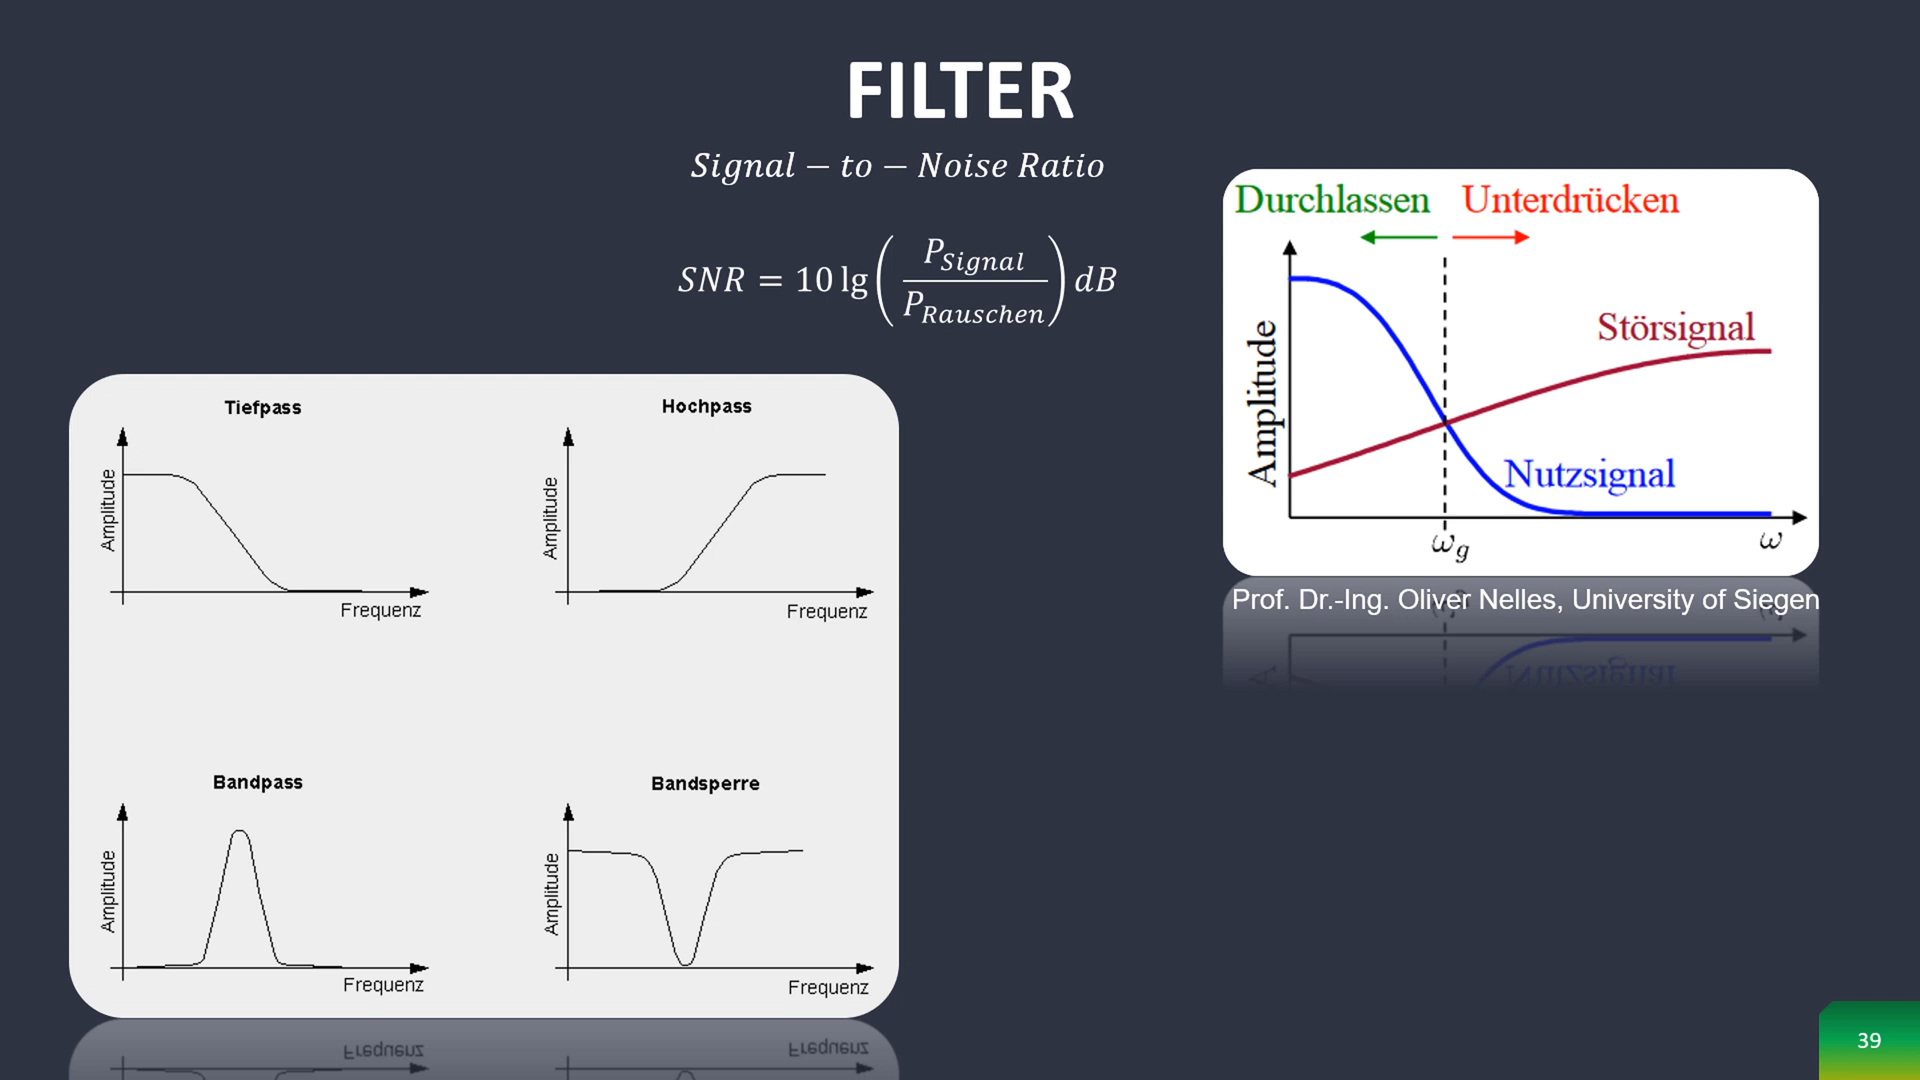 FILTER
Signal − to − Noise Ratio
SNR = 10 lg(P_Signal / P_Rauschen) dB
Durchlassen Unterdrücken
Störsignal
Amplitude
Nutzsignal
ω_g
ω
Prof. Dr.-Ing. Oliver Nelles, University of Siegen
Tiefpass
Amplitude
Frequenz
Hochpass
Amplitude
Frequenz
Bandpass
Amplitude
Frequenz
Bandsperre
Amplitude
Frequenz
39